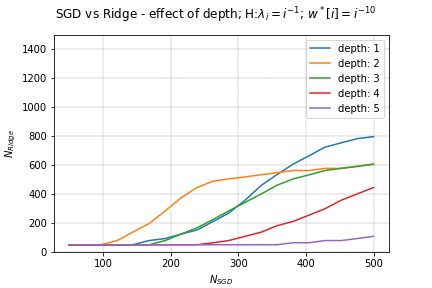 SGD vs Ridge - effect of depth; H:λᵢ = i⁻¹; w*[i] = i⁻¹⁰
depth: 1
depth: 2
depth: 3
depth: 4
depth: 5
1400
1200
1000
800
600
400
200
0
N_Ridge
100
200
300
400
500
N_SGD